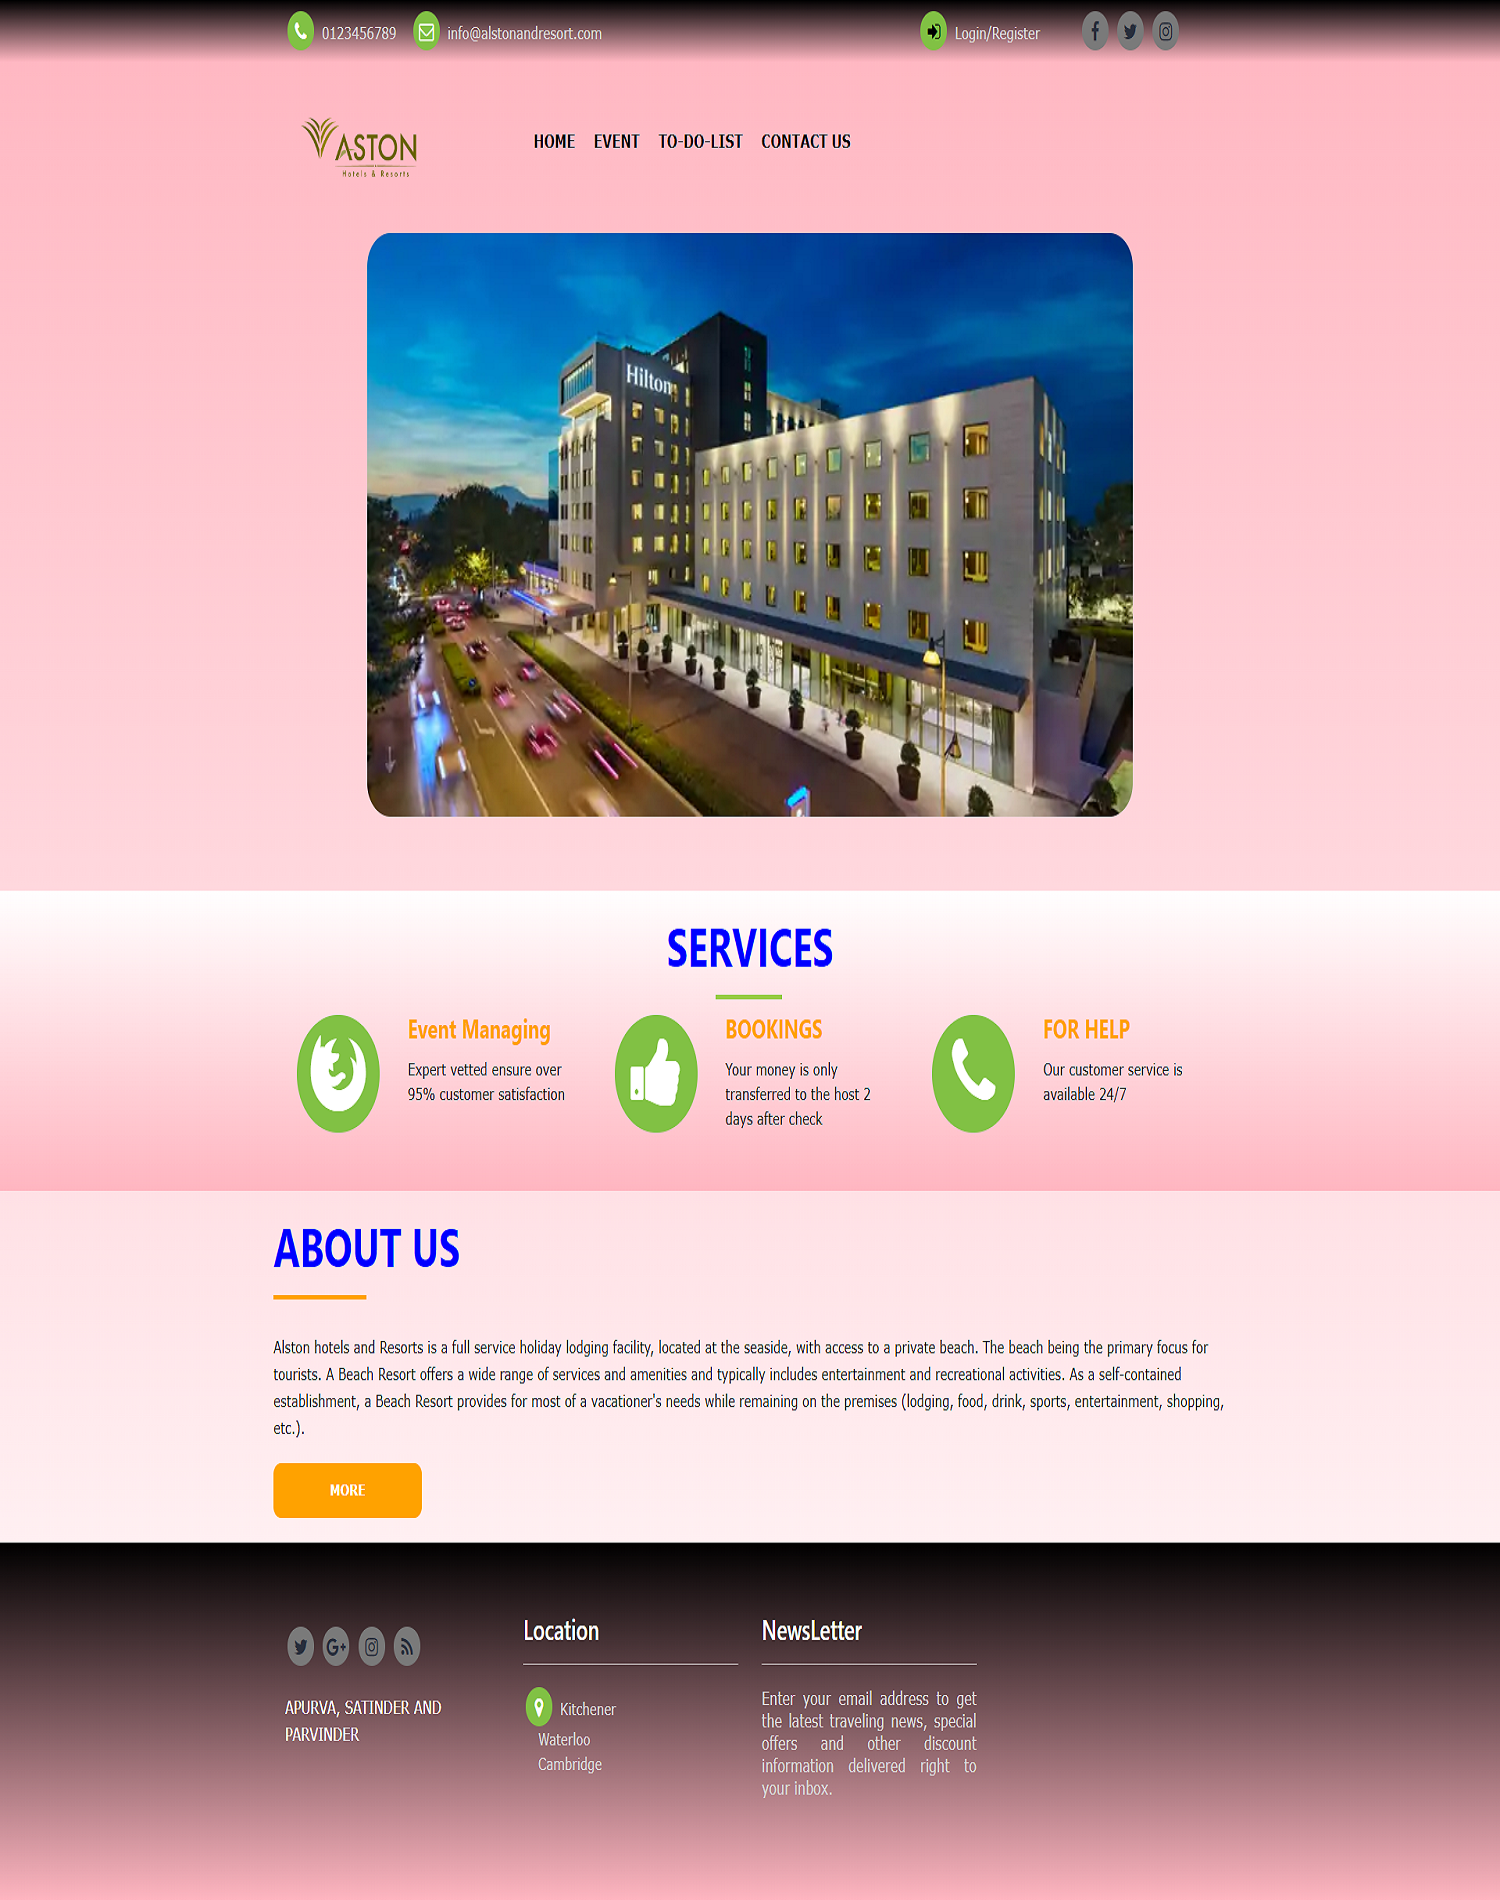 0123456789 info@alstonandresort.com Login/Register
ASTON
Hotels & Resorts
HOME EVENT TO-DO-LIST CONTACT US
Hilton
SERVICES
Event Managing
Expert vetted ensure over
95% customer satisfaction
BOOKINGS
Your money is only
transferred to the host 2
days after check
FOR HELP
Our customer service is
available 24/7
ABOUT US
Alston hotels and Resorts is a full service holiday lodging facility, located at the seaside, with access to a private beach. The beach being the primary focus for
tourists. A Beach Resort offers a wide range of services and amenities and typically includes entertainment and recreational activities. As a self-contained
establishment, a Beach Resort provides for most of a vacationer's needs while remaining on the premises (lodging, food, drink, sports, entertainment, shopping,
etc.).
MORE
APURVA, SATINDER AND
PARVINDER
Location
Kitchener
Waterloo
Cambridge
NewsLetter
Enter your email address to get
the latest traveling news, special
offers and other discount
information delivered right to
your inbox.